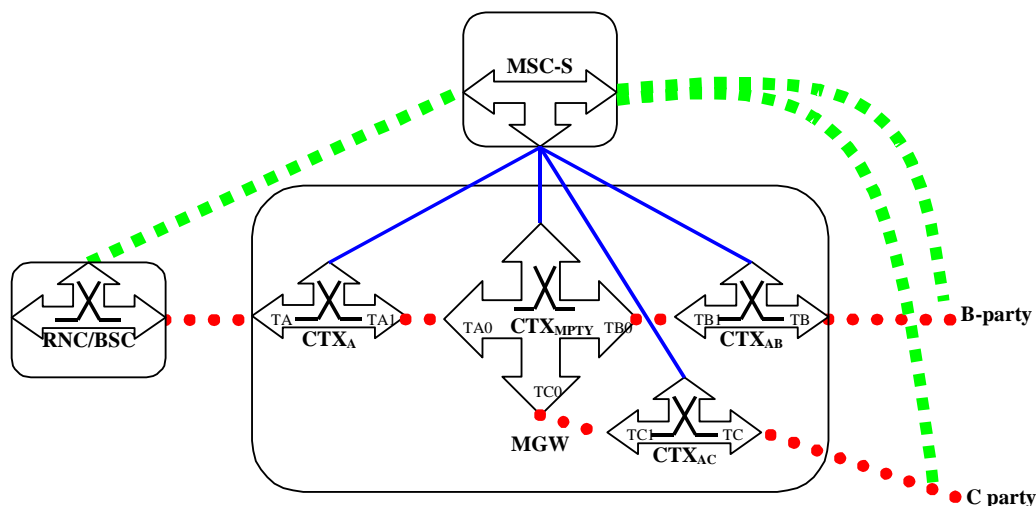 MSC-S
TA TA1
CTXA
TA0 CTXMPTY TB0
TB1 TB
CTXAB
B-party
RNC/BSC
TC0
MGW
TC1 TC
CTXAC
C party